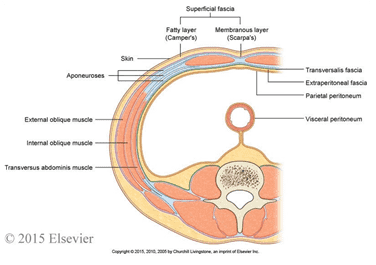 Superficial fascia
Fatty layer
(Camper's)
Membranous layer
(Scarpa's)
Skin
Aponeuroses
Transversalis fascia
Extraperitoneal fascia
Parietal peritoneum
External oblique muscle
Visceral peritoneum
Internal oblique muscle
Transversus abdominis muscle
© 2015 Elsevier
Copyright © 2015, 2010, 2005 by Churchill Livingstone, an imprint of Elsevier Inc.